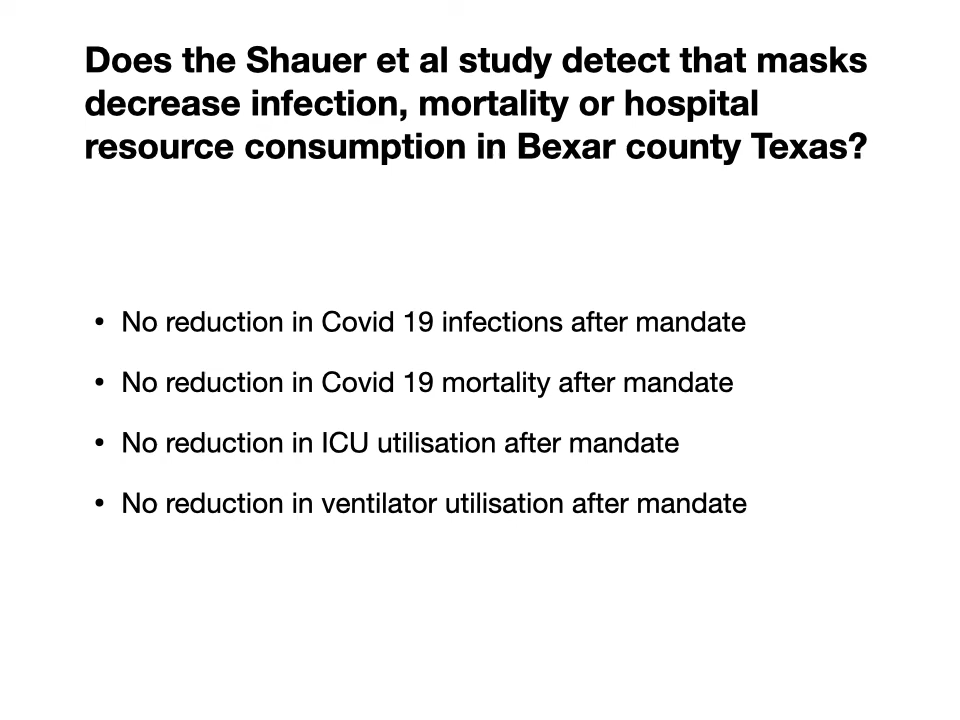 Does the Shauer et al study detect that masks
decrease infection, mortality or hospital
resource consumption in Bexar county Texas?
• No reduction in Covid 19 infections after mandate
• No reduction in Covid 19 mortality after mandate
• No reduction in ICU utilisation after mandate
• No reduction in ventilator utilisation after mandate